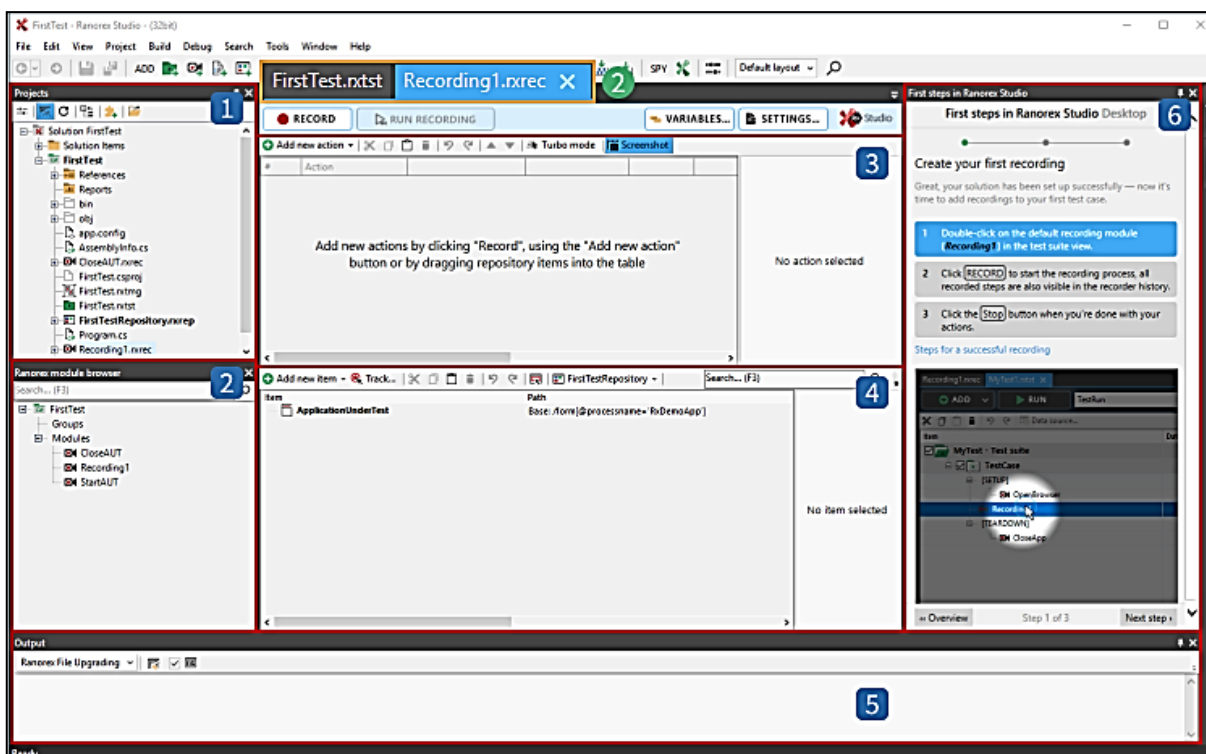 FirstTest - Ranorex Studio - (32bit)
File Edit View Project Build Debug Search Tools Window Help
ADD
SPY
Default layout
FirstTest.rxtst Recording1.rxrec ×
2
Projects
1
Solution FirstTest
Solution Items
FirstTest
References
Reports
bin
obj
app.config
AssemblyInfo.cs
CloseAUT.rxrec
FirstTest.csproj
FirstTest.rxtmg
FirstTest.rxtst
FirstTestRepository.rxrep
Program.cs
Recording1.rxrec
RECORD
RUN RECORDING
VARIABLES...
SETTINGS...
Studio
Add new action
Turbo mode
Screenshot
3
# Action
Add new actions by clicking "Record", using the "Add new action"
button or by dragging repository items into the table
No action selected
Ranorex module browser
2
Search... (F3)
FirstTest
Groups
Modules
CloseAUT
Recording1
StartAUT
Add new item
Track...
FirstTestRepository
Search... (F3)
4
Item Path
ApplicationUnderTest Base: /form[@processname='RxDemoApp']
No item selected
First steps in Ranorex Studio
6
First steps in Ranorex Studio Desktop
Create your first recording
Great, your solution has been set up successfully — now it's
time to add recordings to your first test case.
1 Double-click on the default recording module
(Recording1) in the test suite view.
2 Click RECORD to start the recording process, all
recorded steps are also visible in the recorder history.
3 Click the Stop button when you're done with your
actions.
Steps for a successful recording
Recording1.rxrec MyTest.rxtst ×
ADD
RUN
TestRun
Data source...
Item
MyTest - Test suite
TestCase
[SETUP]
OpenBrowser
Recording1
[TEARDOWN]
CloseApp
« Overview
Step 1 of 3
Next step ›
Output
Ranorex File Upgrading
5
Ready